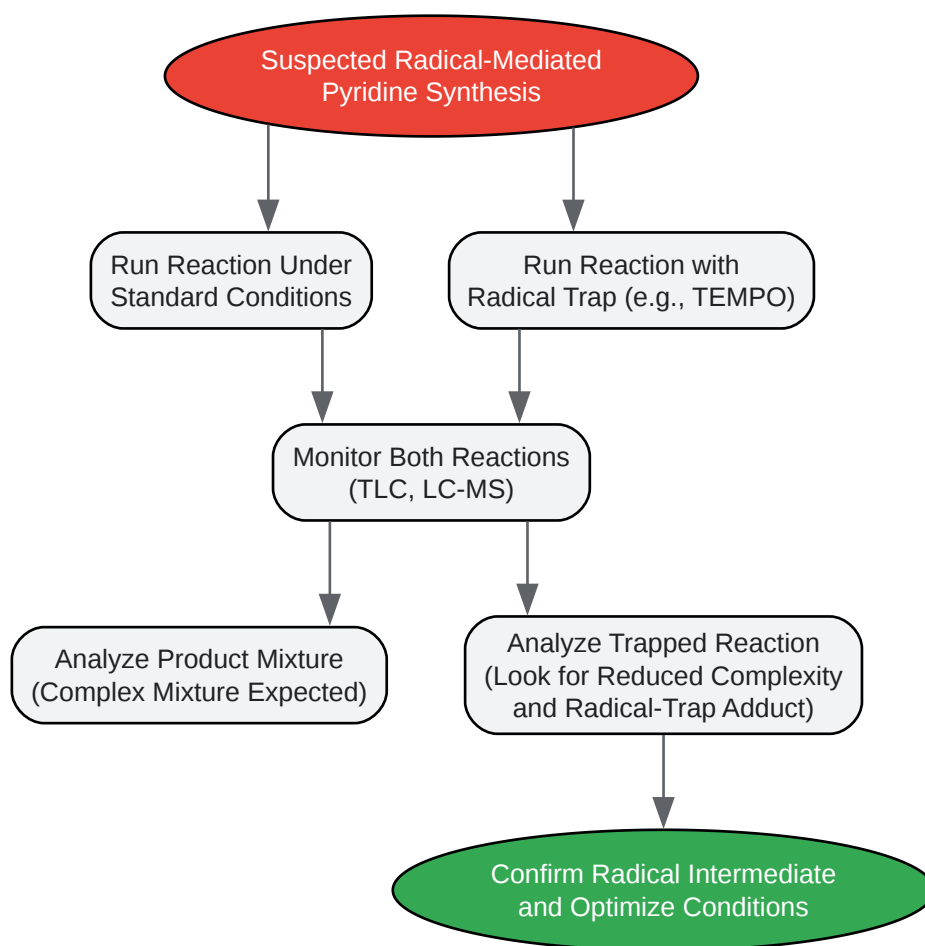 Suspected Radical-Mediated
Pyridine Synthesis
Run Reaction Under
Standard Conditions
Run Reaction with
Radical Trap (e.g., TEMPO)
Monitor Both Reactions
(TLC, LC-MS)
Analyze Product Mixture
(Complex Mixture Expected)
Analyze Trapped Reaction
(Look for Reduced Complexity
and Radical-Trap Adduct)
Confirm Radical Intermediate
and Optimize Conditions